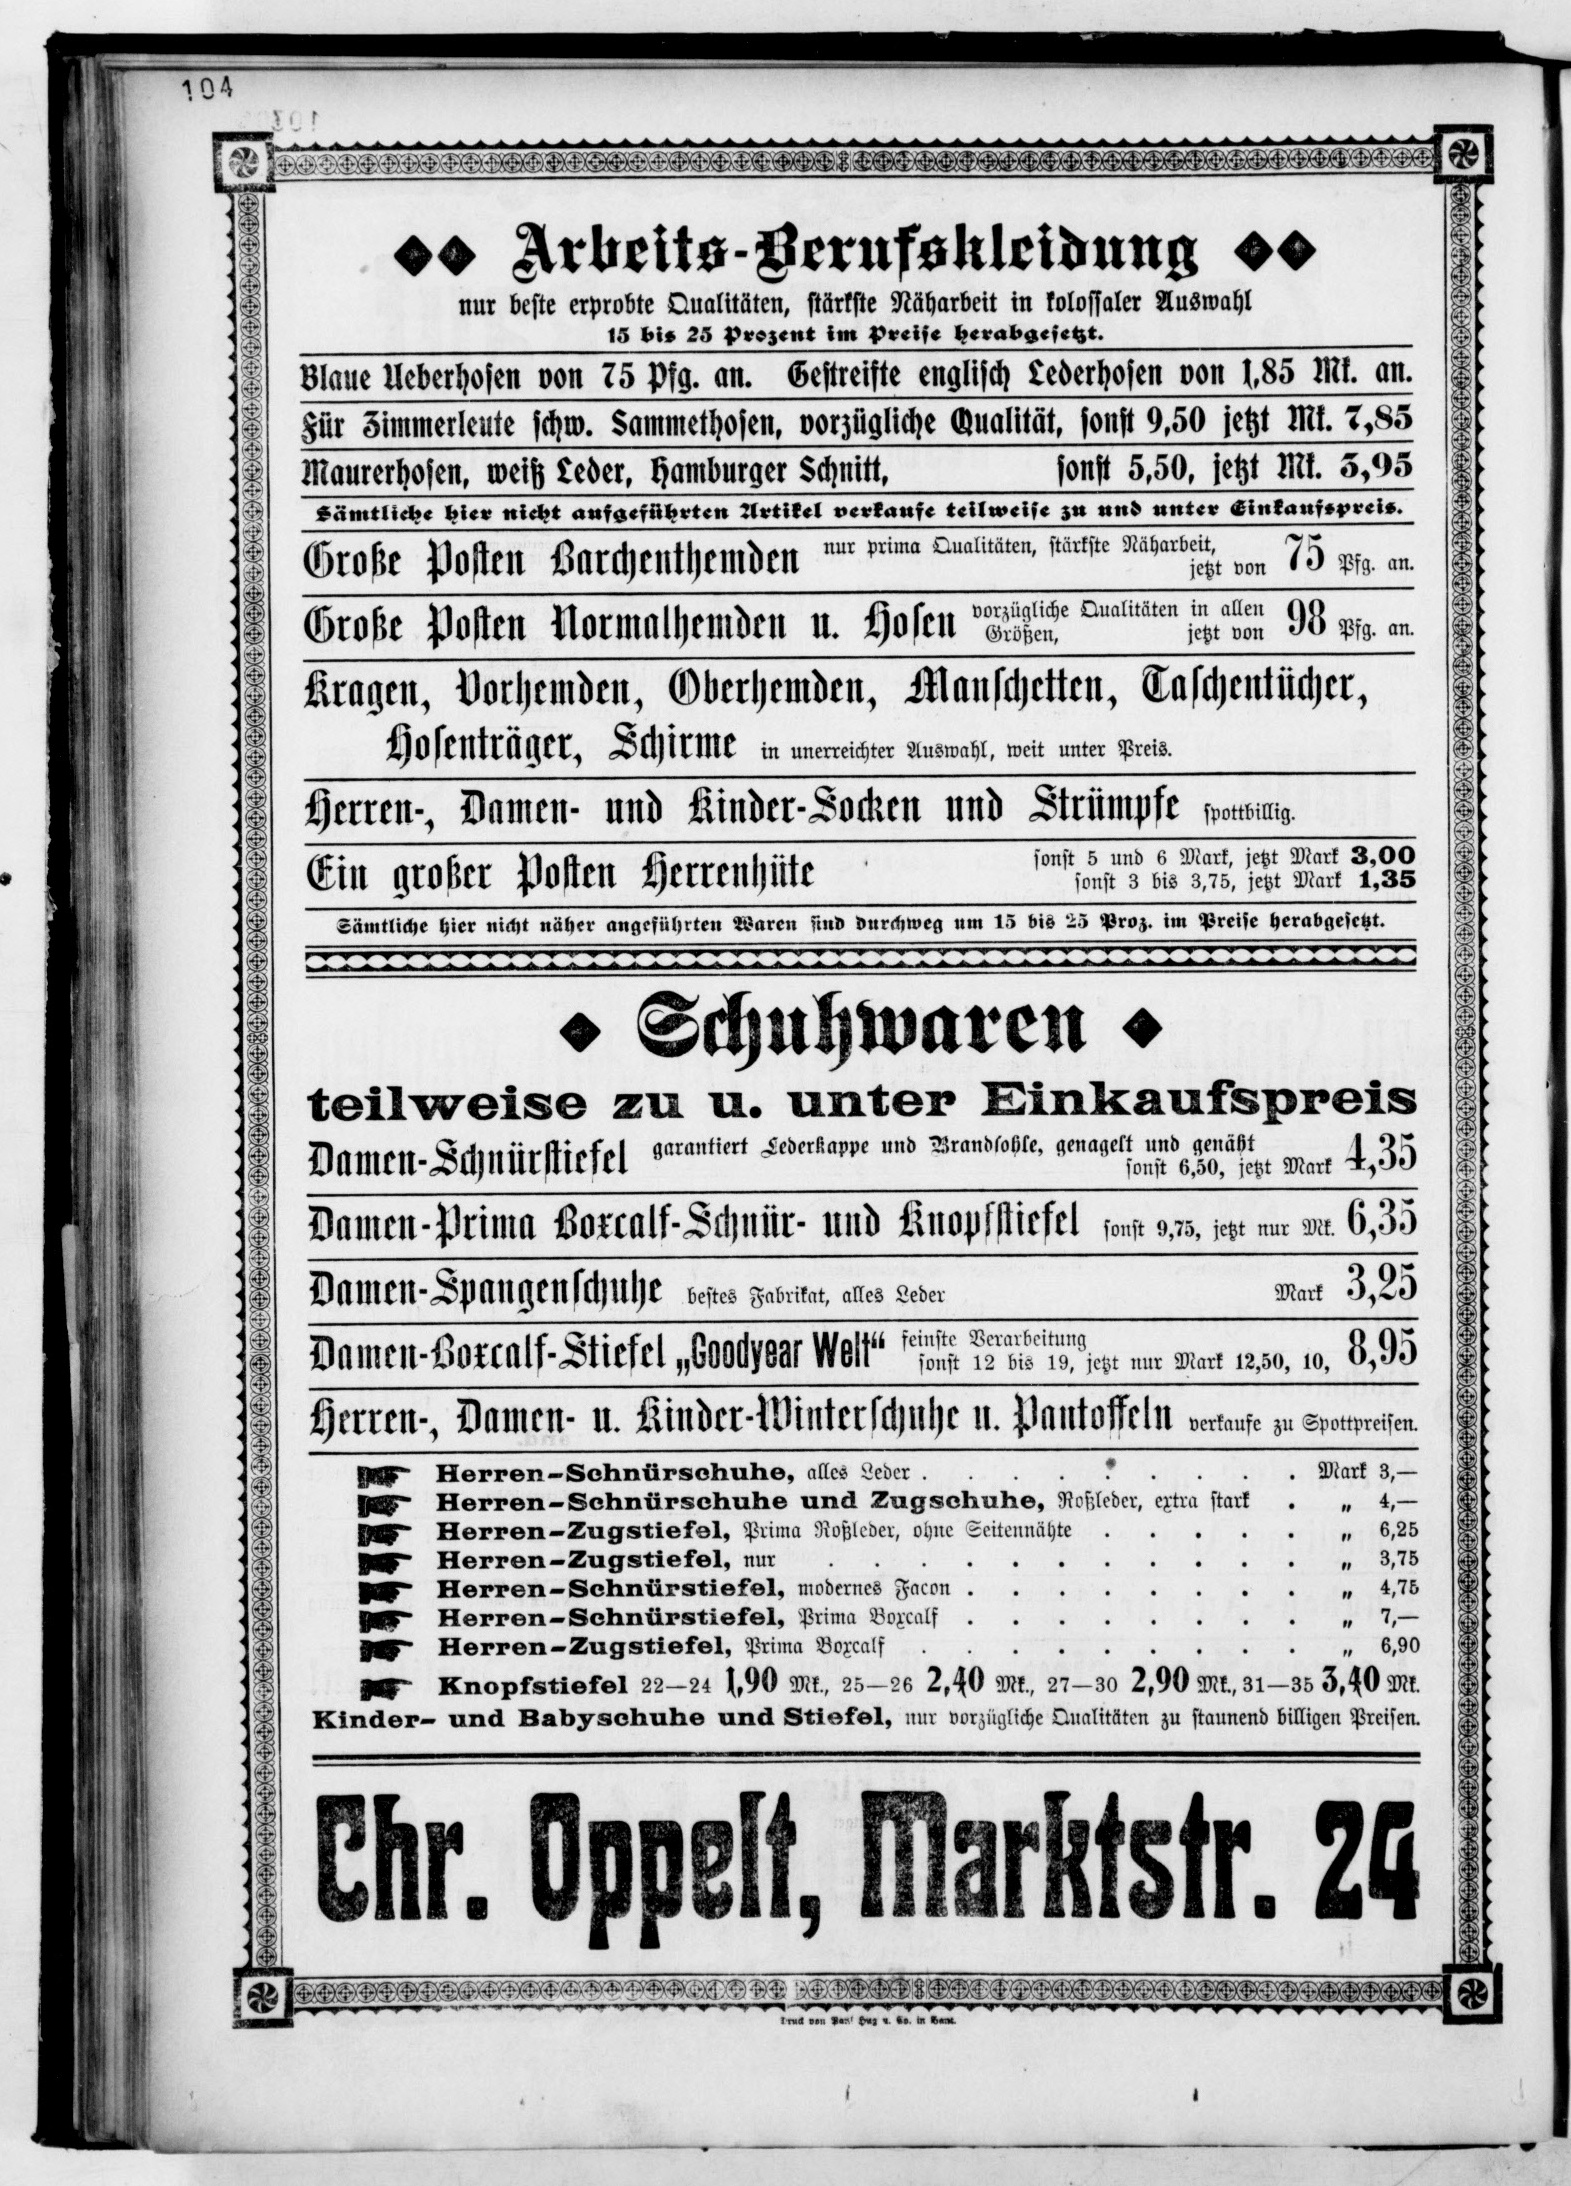 104
Arbeits-Berufskleidung
nur beste erprobte Qualitäten, stärkste Näharbeit in kolossaler Auswahl
15 bis 25 Prozent im Preise herabgesetzt.
Blaue Ueberhosen von 75 Pfg. an. Gestreifte englisch Lederhosen von 1,85 Mk. an.
Für Zimmerleute schw. Sammethosen, vorzügliche Qualität, sonst 9,50 jetzt Mk. 7,85
Maurerhosen, weiß Leder, Hamburger Schnitt, sonst 5,50, jetzt Mk. 3,95
Sämtliche hier nicht aufgeführten Artikel verkaufe teilweise zu und unter Einkaufspreis.
Große Posten Barchenthemden nur prima Qualitäten, stärkste Näharbeit,
jetzt von 75 Pfg. an.
Große Posten Normalhemden u. Hosen vorzügliche Qualitäten in allen
Größen, jetzt von 98 Pfg. an.
Kragen, Vorhemden, Oberhemden, Manschetten, Taschentücher,
Hosenträger, Schirme in unerreichter Auswahl, weit unter Preis.
Herren-, Damen- und Kinder-Socken und Strümpfe spottbillig.
Ein großer Posten Herrenhüte sonst 5 und 6 Mark, jetzt Mark 3,00
sonst 3 bis 3,75, jetzt Mark 1,35
Sämtliche hier nicht näher angeführten Waren sind durchweg um 15 bis 25 Proz. im Preise herabgesetzt.
Schuhwaren
teilweise zu u. unter Einkaufspreis
Damen-Schnürstiefel garantiert Lederkappe und Brandsohle, genagelt und genäht
sonst 6,50, jetzt Mark 4,35
Damen-Prima Boxcalf-Schnür- und Knopfstiefel sonst 9,75, jetzt nur Mk. 6,35
Damen-Spangenschuhe bestes Fabrikat, alles Leder Mark 3,25
Damen-Boxcalf-Stiefel „Goodyear Welt“ feinste Verarbeitung
sonst 12 bis 19, jetzt nur Mark 12,50, 10, 8,95
Herren-, Damen- u. Kinder-Winterschuhe u. Pantoffeln verkaufe zu Spottpreisen.
Herren-Schnürschuhe, alles Leder . . . . . . . . . Mark 3,—
Herren-Schnürschuhe und Zugschuhe, Roßleder, extra stark . „ 4,—
Herren-Zugstiefel, Prima Roßleder, ohne Seitennähte . . . . . „ 6,25
Herren-Zugstiefel, nur . . . . . . . . . . . „ 3,75
Herren-Schnürstiefel, modernes Facon . . . . . . . . „ 4,75
Herren-Schnürstiefel, Prima Boxcalf . . . . . . . . „ 7,—
Herren-Zugstiefel, Prima Boxcalf . . . . . . . . . „ 6,90
Knopfstiefel 22—24 1,90 Mk., 25—26 2,40 Mk., 27—30 2,90 Mk., 31—35 3,40 Mk.
Kinder- und Babyschuhe und Stiefel, nur vorzügliche Qualitäten zu staunend billigen Preisen.
Chr. Oppelt, Marktstr. 24
Druck von Paul Hug u. Co. in Bant.